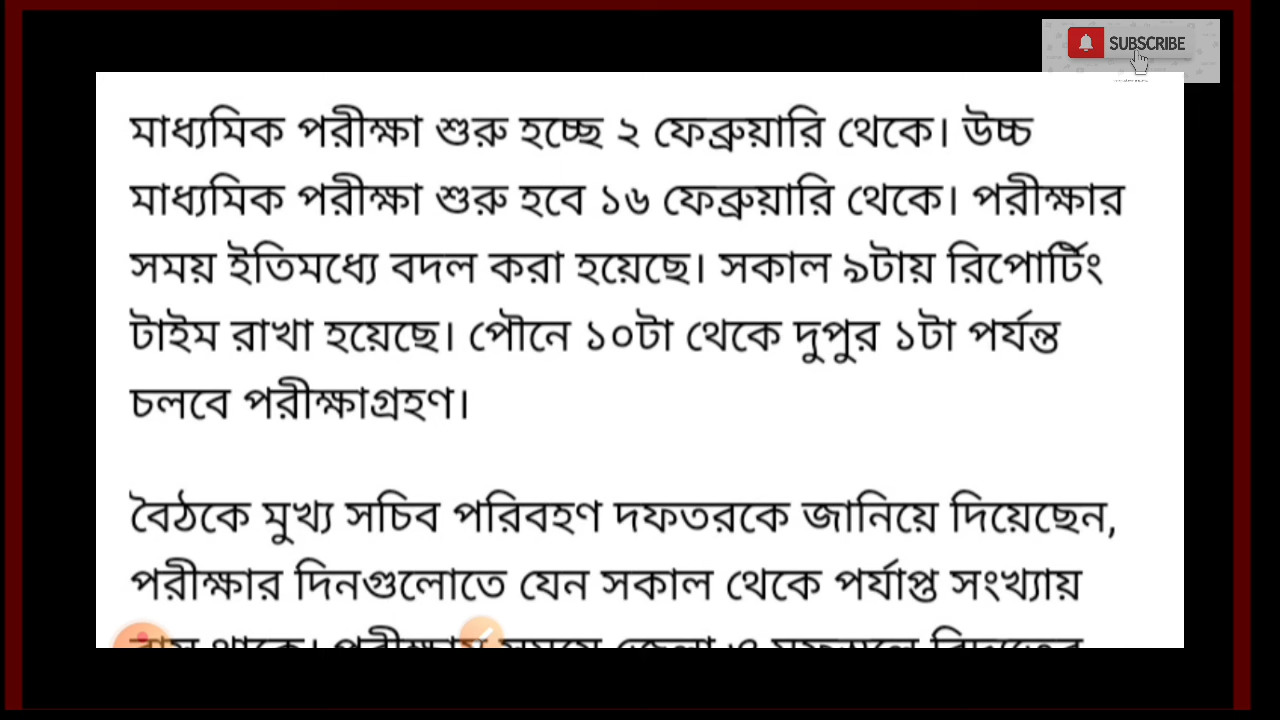 SUBSCRIBE
মাধ্যমিক পরীক্ষা শুরু হচ্ছে ২ ফেব্রুয়ারি থেকে। উচ্চ
মাধ্যমিক পরীক্ষা শুরু হবে ১৬ ফেব্রুয়ারি থেকে। পরীক্ষার
সময় ইতিমধ্যে বদল করা হয়েছে। সকাল ৯টায় রিপোর্টিং
টাইম রাখা হয়েছে। পৌনে ১০টা থেকে দুপুর ১টা পর্যন্ত
চলবে পরীক্ষাগ্রহণ।
বৈঠকে মুখ্য সচিব পরিবহণ দফতরকে জানিয়ে দিয়েছেন,
পরীক্ষার দিনগুলোতে যেন সকাল থেকে পর্যাপ্ত সংখ্যায়